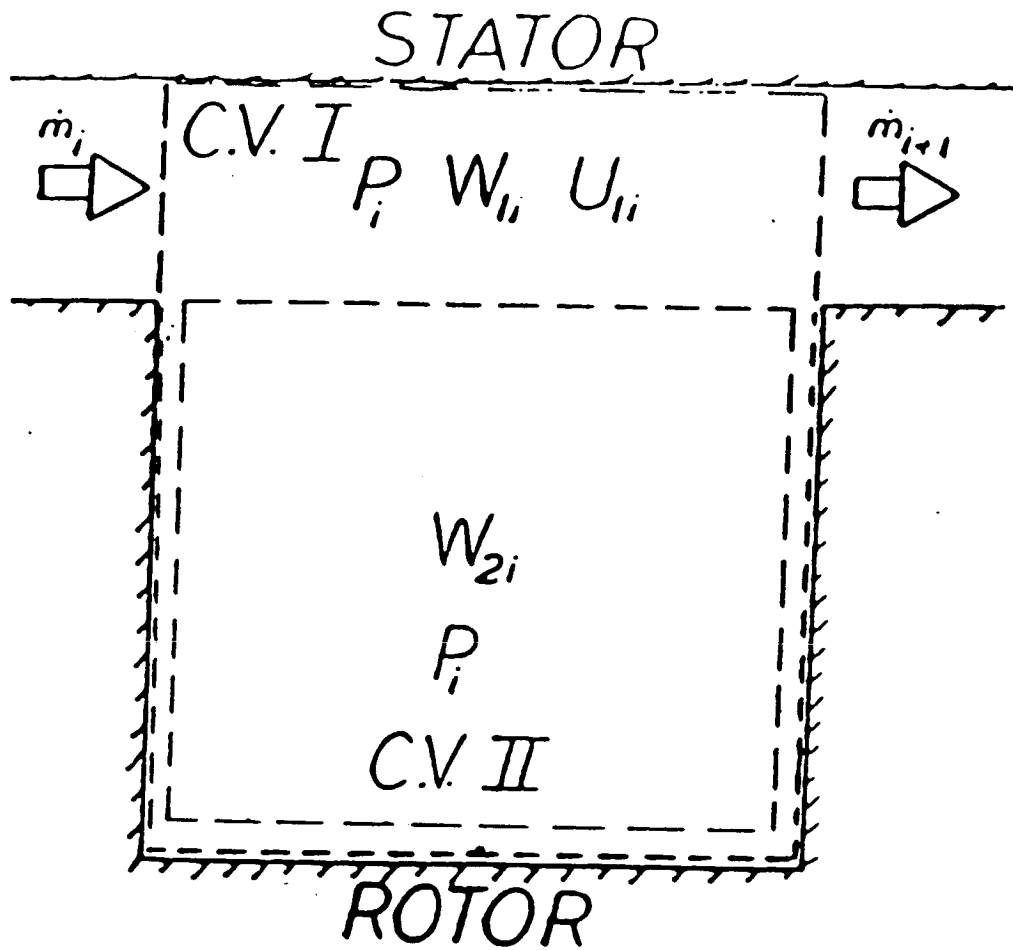 STATOR
ṁi ṁi+1
C.V. I
Pi W1i U1i
W2i
Pi
C.V. II
ROTOR